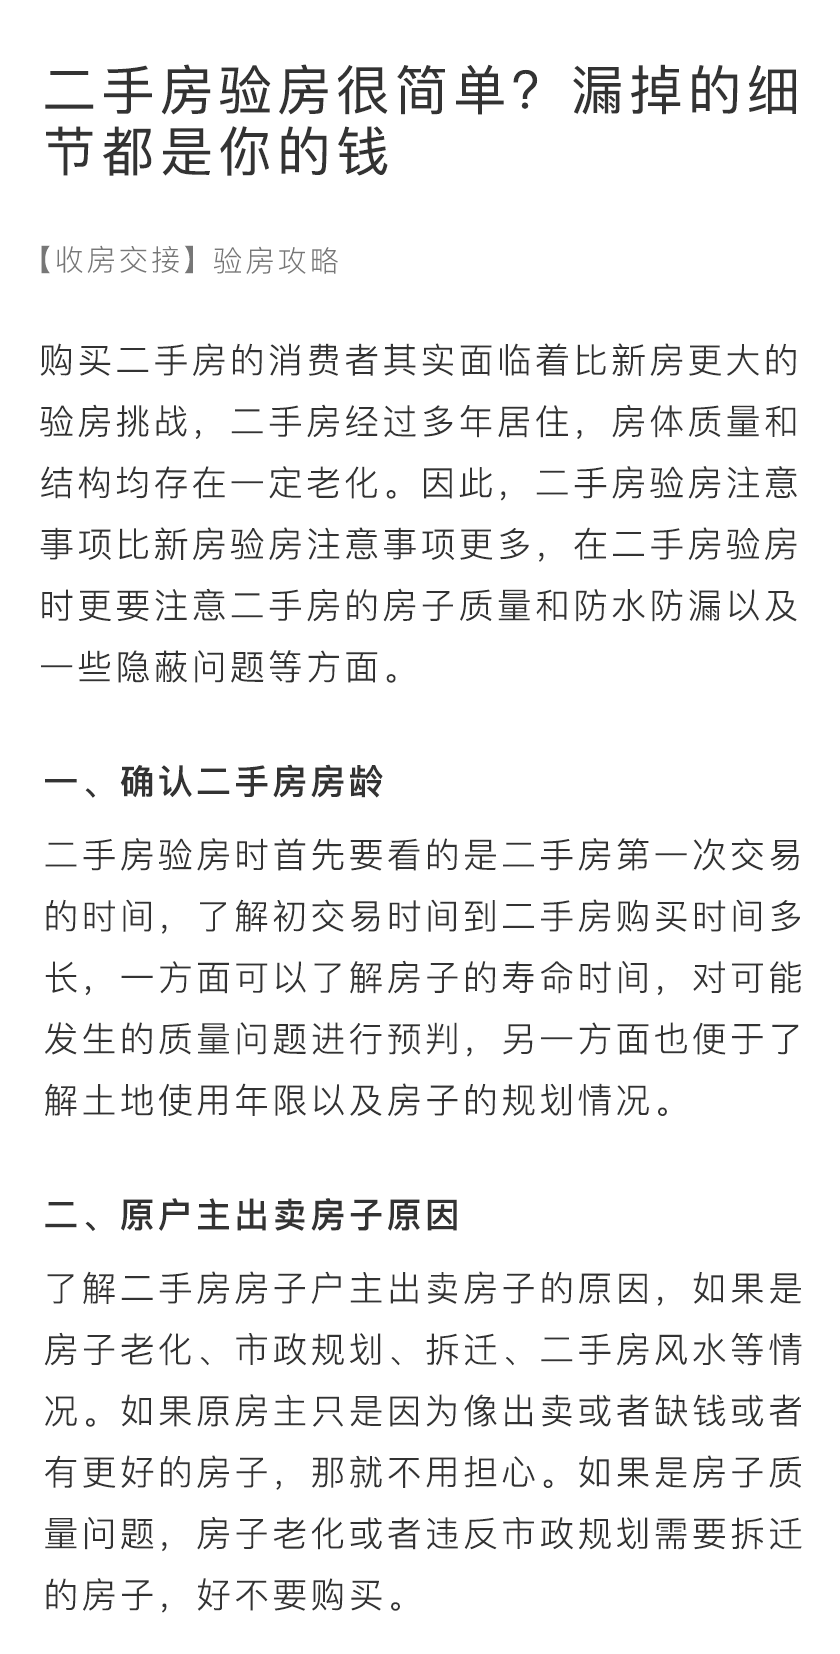 二手房验房很简单？漏掉的细
节都是你的钱
【收房交接】验房攻略
购买二手房的消费者其实面临着比新房更大的
验房挑战，二手房经过多年居住，房体质量和
结构均存在一定老化。因此，二手房验房注意
事项比新房验房注意事项更多，在二手房验房
时更要注意二手房的房子质量和防水防漏以及
一些隐蔽问题等方面。
一、确认二手房房龄
二手房验房时首先要看的是二手房第一次交易
的时间，了解初交易时间到二手房购买时间多
长，一方面可以了解房子的寿命时间，对可能
发生的质量问题进行预判，另一方面也便于了
解土地使用年限以及房子的规划情况。
二、原户主出卖房子原因
了解二手房房子户主出卖房子的原因，如果是
房子老化、市政规划、拆迁、二手房风水等情
况。如果原房主只是因为像出卖或者缺钱或者
有更好的房子，那就不用担心。如果是房子质
量问题，房子老化或者违反市政规划需要拆迁
的房子，好不要购买。